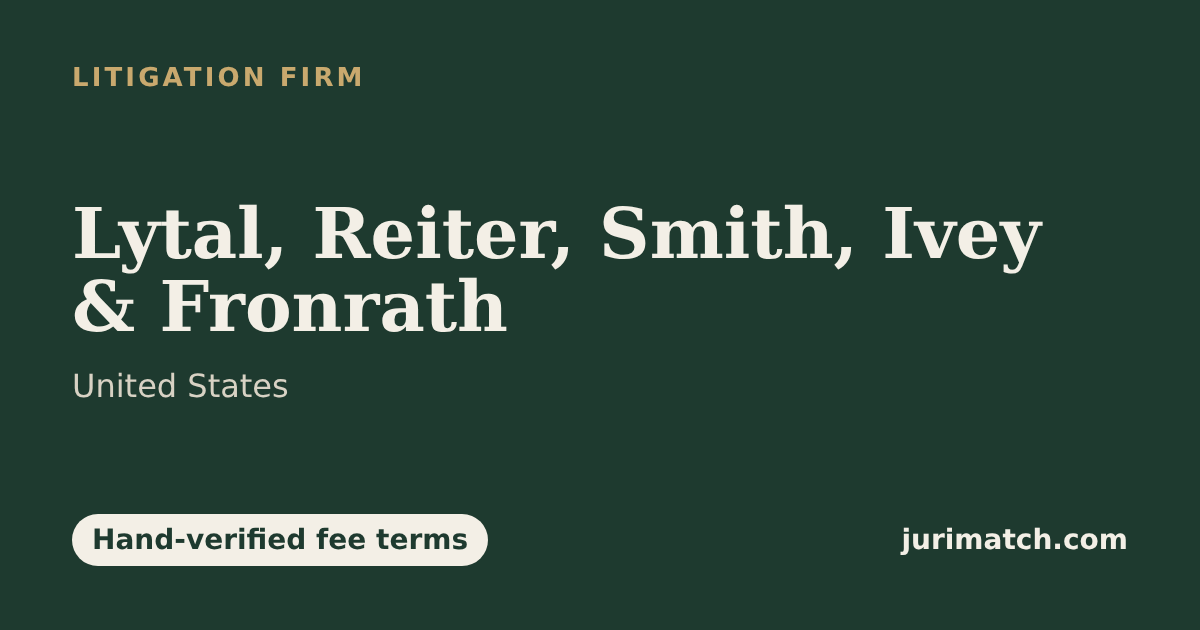 LITIGATION FIRM
Lytal, Reiter, Smith, Ivey
& Fronrath
United States
Hand-verified fee terms
jurimatch.com